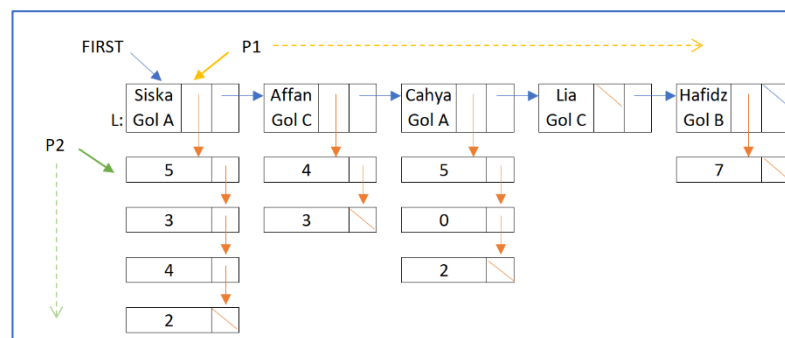 FIRST
P1
L:
Siska
Gol A
Affan
Gol C
Cahya
Gol A
Lia
Gol C
Hafidz
Gol B
P2
5
4
5
7
3
3
0
4
2
2